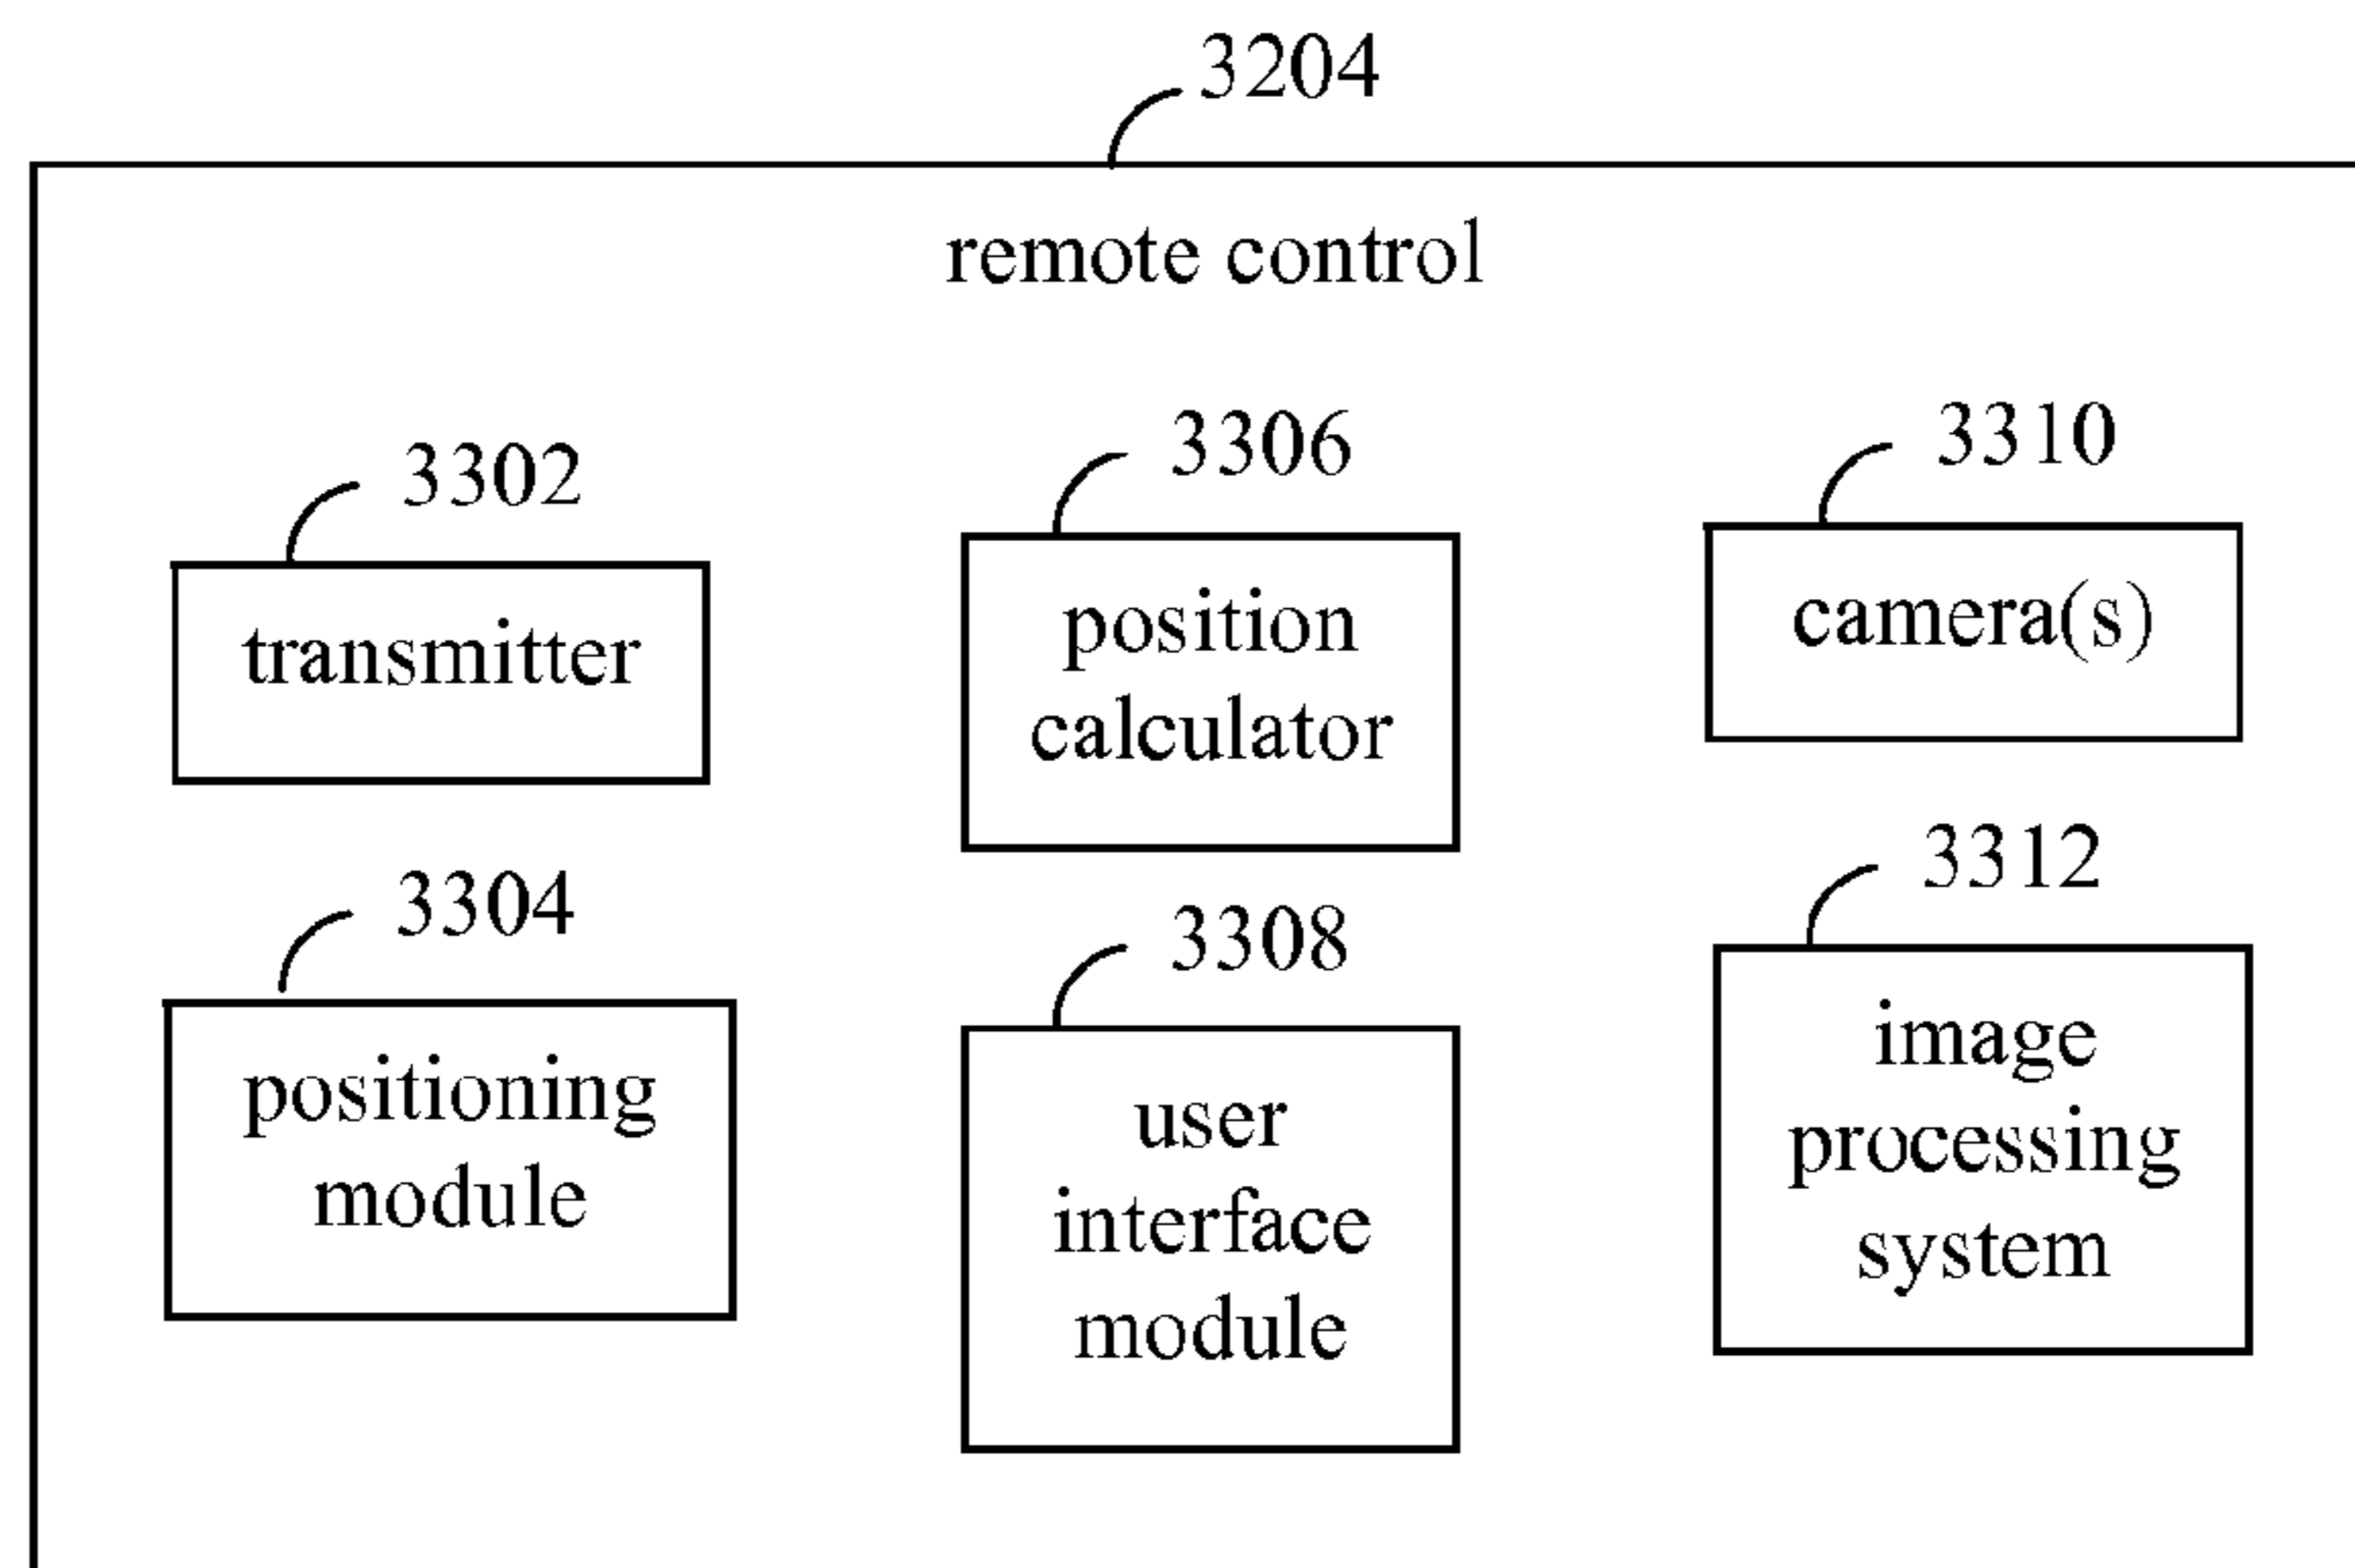 3204
remote control
3302
transmitter
3304
positioning
module
3306
position
calculator
3308
user
interface
module
3310
camera(s)
3312
image
processing
system